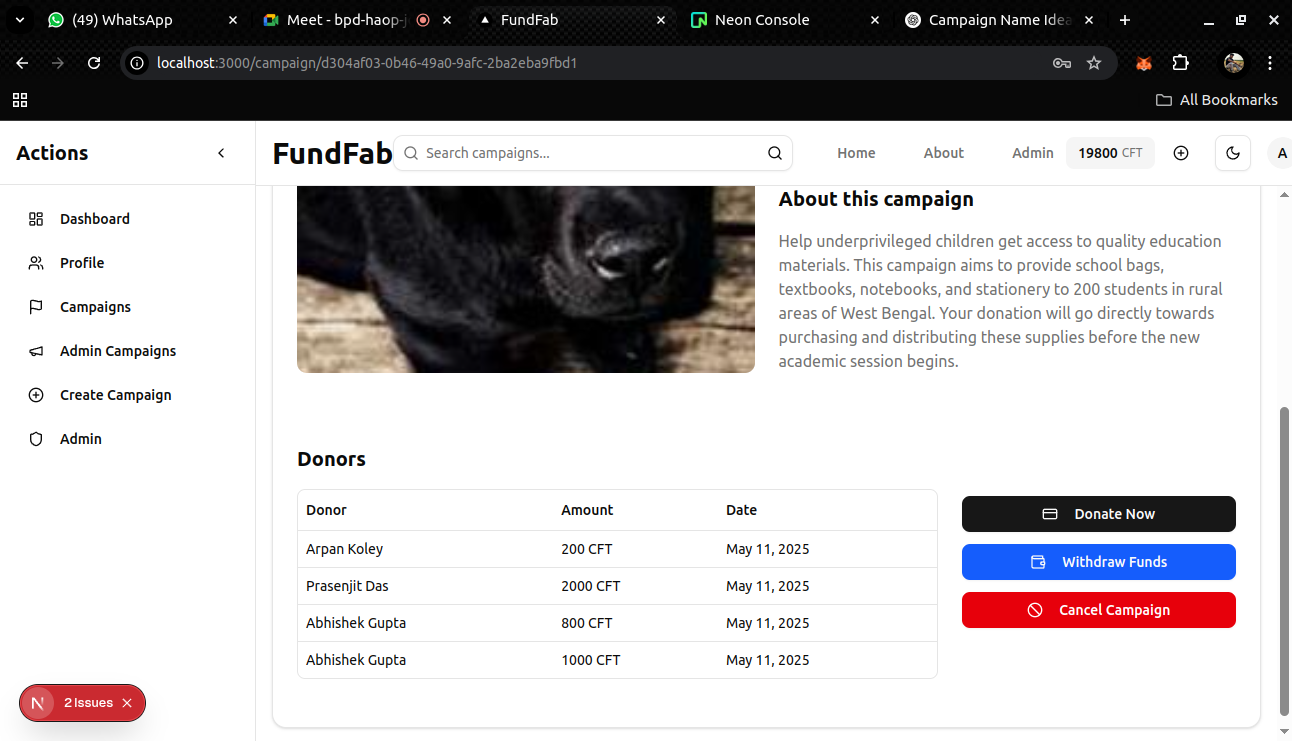 (49) WhatsApp
Meet - bpd-haop-j
FundFab
Neon Console
Campaign Name Idea
localhost:3000/campaign/d304af03-0b46-49a0-9afc-2ba2eba9fbd1
All Bookmarks
Actions
FundFab
Search campaigns...
Home
About
Admin
19800 CFT
A
Dashboard
Profile
Campaigns
Admin Campaigns
Create Campaign
Admin
About this campaign
Help underprivileged children get access to quality education
materials. This campaign aims to provide school bags,
textbooks, notebooks, and stationery to 200 students in rural
areas of West Bengal. Your donation will go directly towards
purchasing and distributing these supplies before the new
academic session begins.
Donors
Donor Amount Date
Arpan Koley 200 CFT May 11, 2025
Prasenjit Das 2000 CFT May 11, 2025
Abhishek Gupta 800 CFT May 11, 2025
Abhishek Gupta 1000 CFT May 11, 2025
Donate Now
Withdraw Funds
Cancel Campaign
N 2 Issues